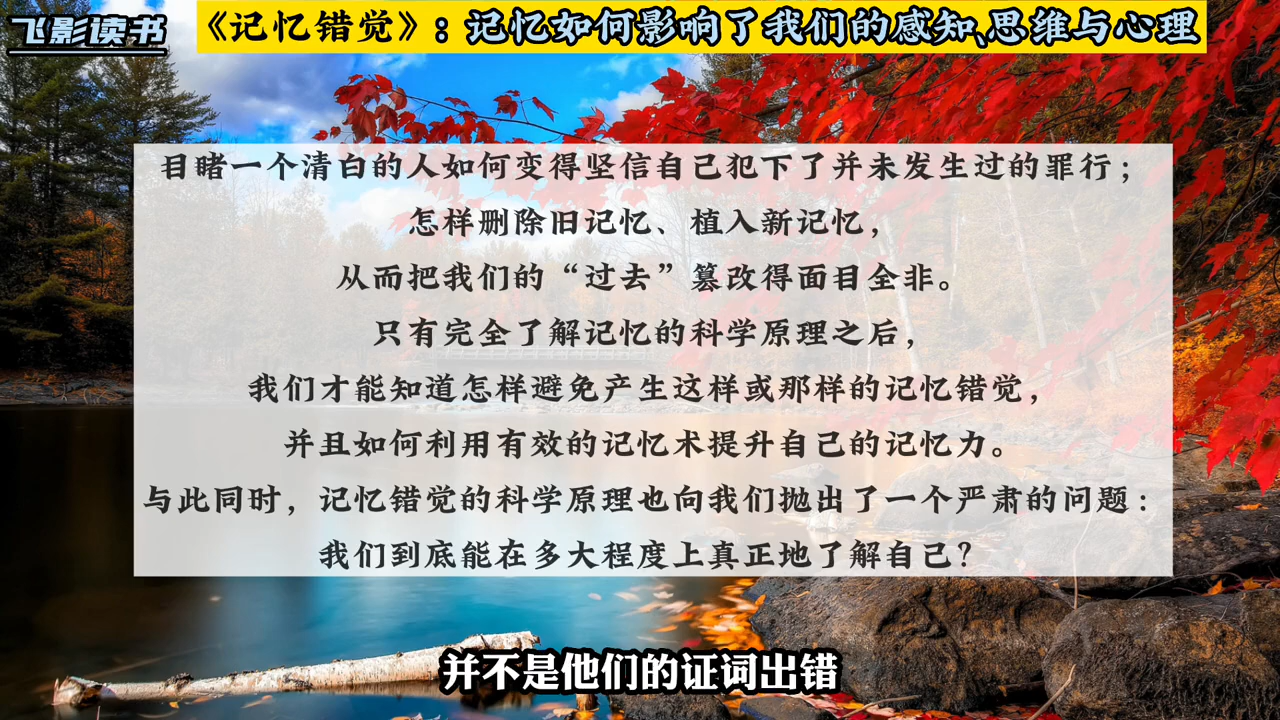 飞影读书
《记忆错觉》：记忆如何影响了我们的感知、思维与心理
目睹一个清白的人如何变得坚信自己犯下了并未发生过的罪行；
怎样删除旧记忆、植入新记忆，
从而把我们的“过去”篡改得面目全非。
只有完全了解记忆的科学原理之后，
我们才能知道怎样避免产生这样或那样的记忆错觉，
并且如何利用有效的记忆术提升自己的记忆力。
与此同时，记忆错觉的科学原理也向我们抛出了一个严肃的问题：
我们到底能在多大程度上真正地了解自己？
并不是他们的证词出错